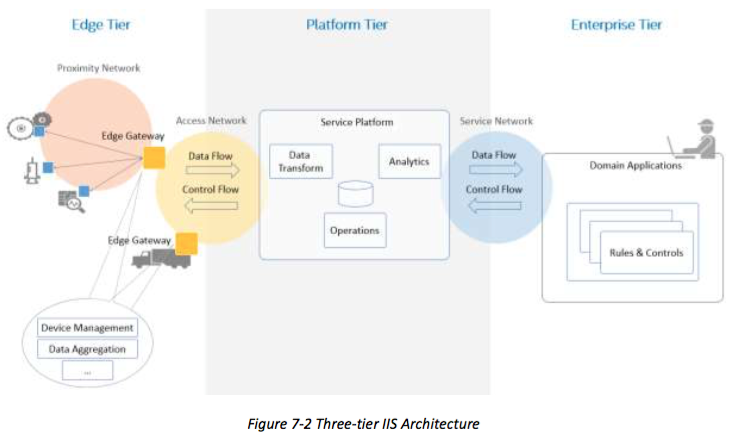 Edge Tier
Platform Tier
Enterprise Tier
Proximity Network
Edge Gateway
Access Network
Data Flow
Control Flow
Edge Gateway
Device Management
Data Aggregation
...
Service Platform
Data
Transform
Analytics
Operations
Service Network
Data Flow
Control Flow
Domain Applications
Rules & Controls
Figure 7-2 Three-tier IIS Architecture